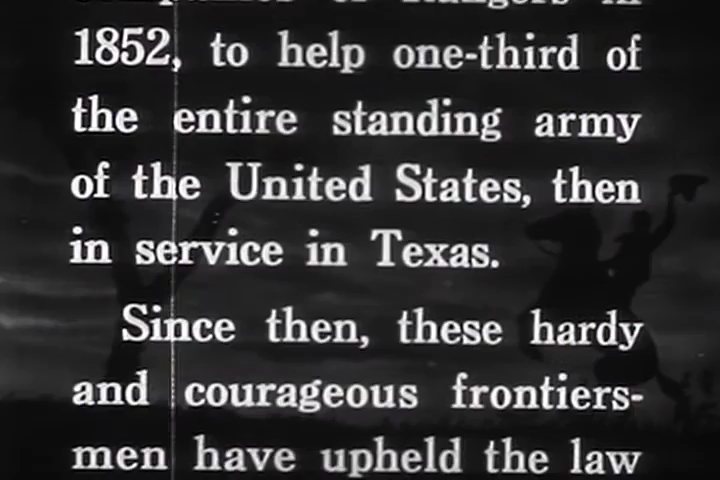 1852, to help one-third of
the entire standing army
of the United States, then
in service in Texas.
Since then, these hardy
and courageous frontiers-
men have upheld the law